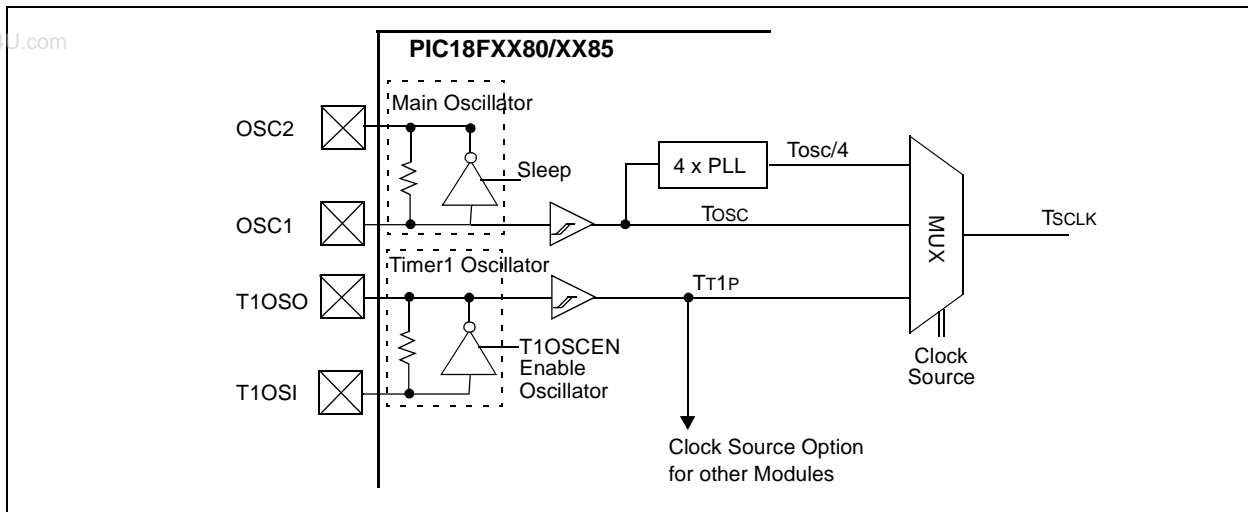 4U.com
PIC18FXX80/XX85
Main Oscillator
OSC2
Sleep
4 x PLL
TOSC/4
OSC1
TOSC
MUX
TSCLK
Timer1 Oscillator
T1OSO
TT1P
T1OSCEN
Enable
Oscillator
T1OSI
Clock
Source
Clock Source Option
for other Modules